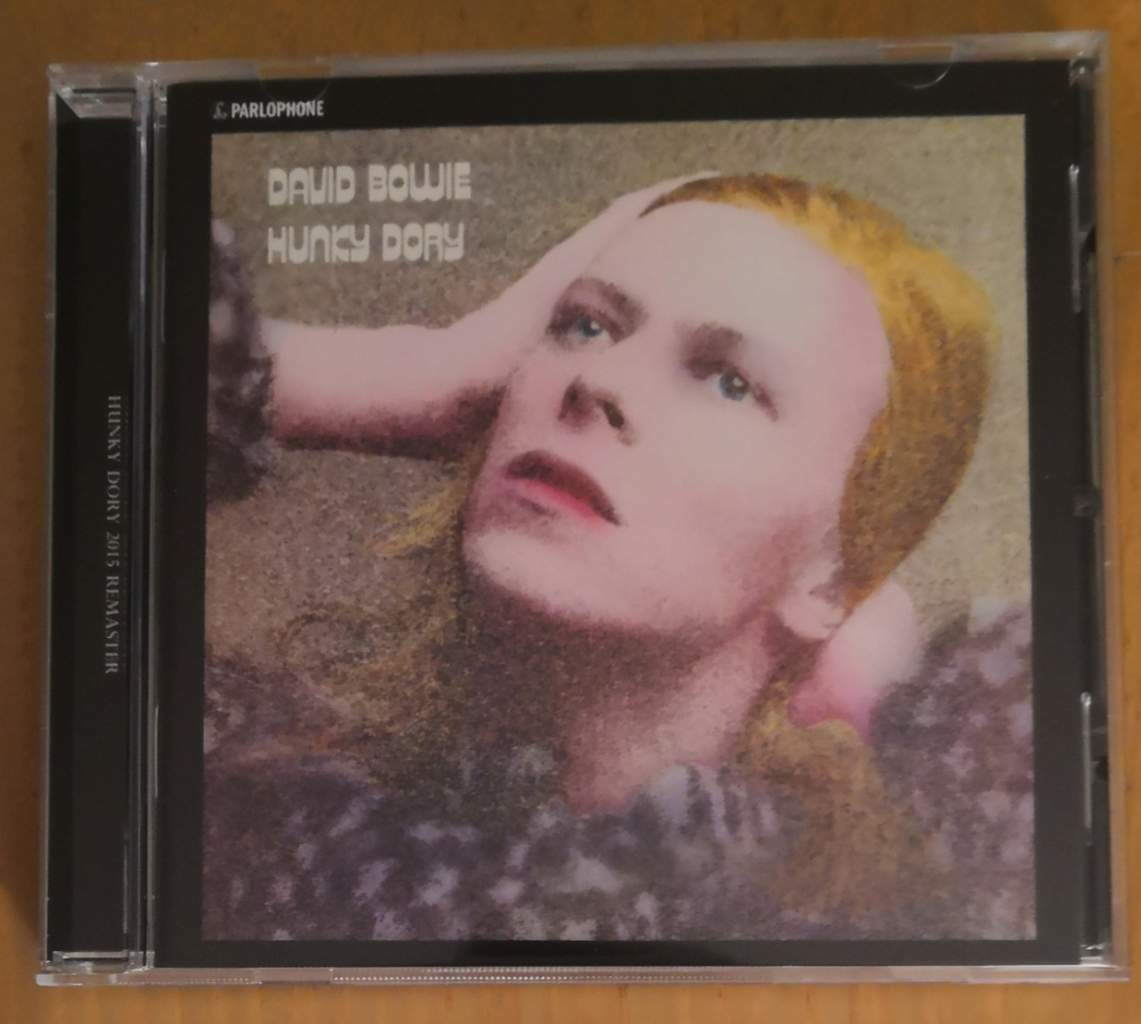 PARLOPHONE
DAVID BOWIE
HUNKY DORY
HUNKY DORY 2015 REMASTER